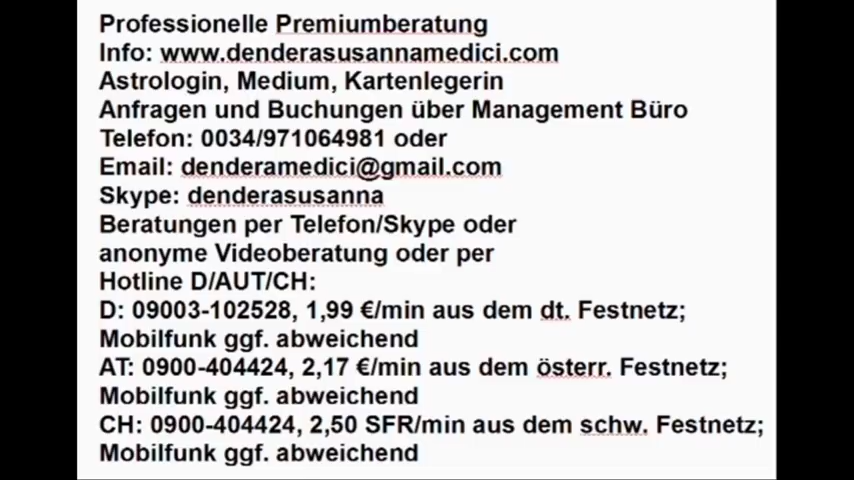 Professionelle Premiumberatung
Info: www.denderasusannamedici.com
Astrologin, Medium, Kartenlegerin
Anfragen und Buchungen über Management Büro
Telefon: 0034/971064981 oder
Email: denderamedici@gmail.com
Skype: denderasusanna
Beratungen per Telefon/Skype oder
anonyme Videoberatung oder per
Hotline D/AUT/CH:
D: 09003-102528, 1,99 €/min aus dem dt. Festnetz;
Mobilfunk ggf. abweichend
AT: 0900-404424, 2,17 €/min aus dem österr. Festnetz;
Mobilfunk ggf. abweichend
CH: 0900-404424, 2,50 SFR/min aus dem schw. Festnetz;
Mobilfunk ggf. abweichend